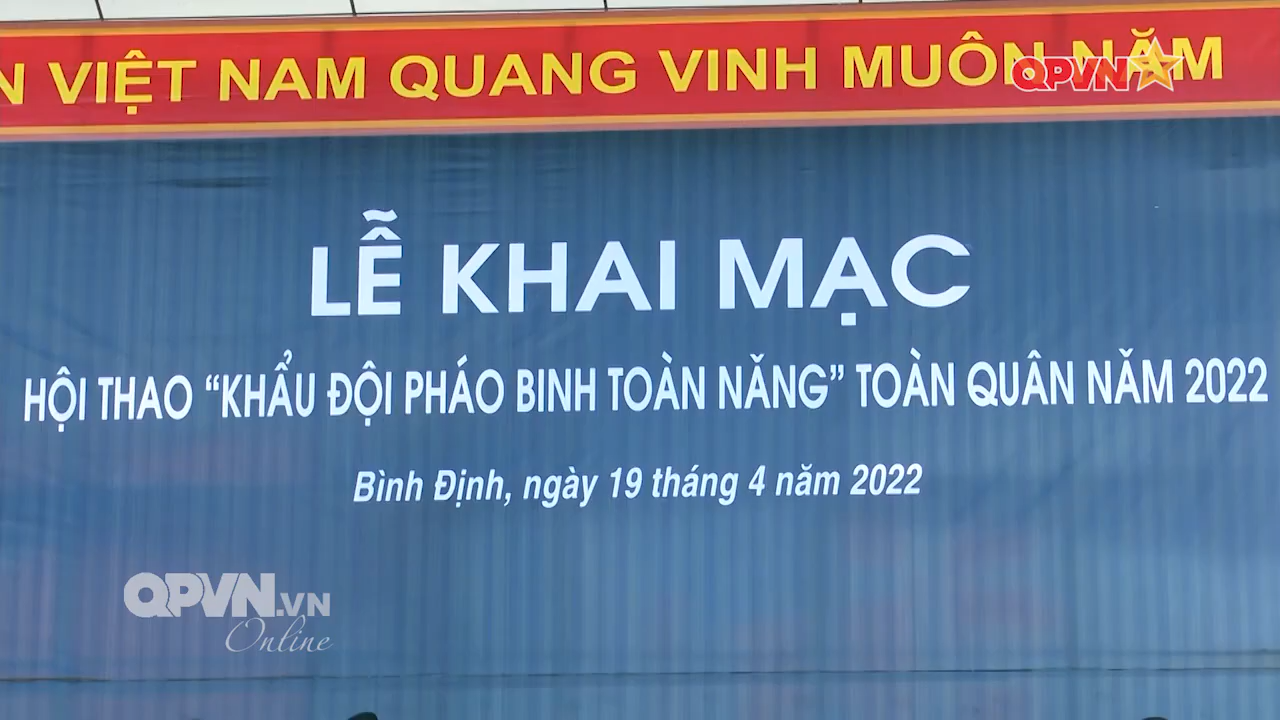 N VIỆT NAM QUANG VINH MUÔN NĂM
QPVN
LỄ KHAI MẠC
HỘI THAO “KHẨU ĐỘI PHÁO BINH TOÀN NĂNG” TOÀN QUÂN NĂM 2022
Bình Định, ngày 19 tháng 4 năm 2022
QPVN.VN
Online